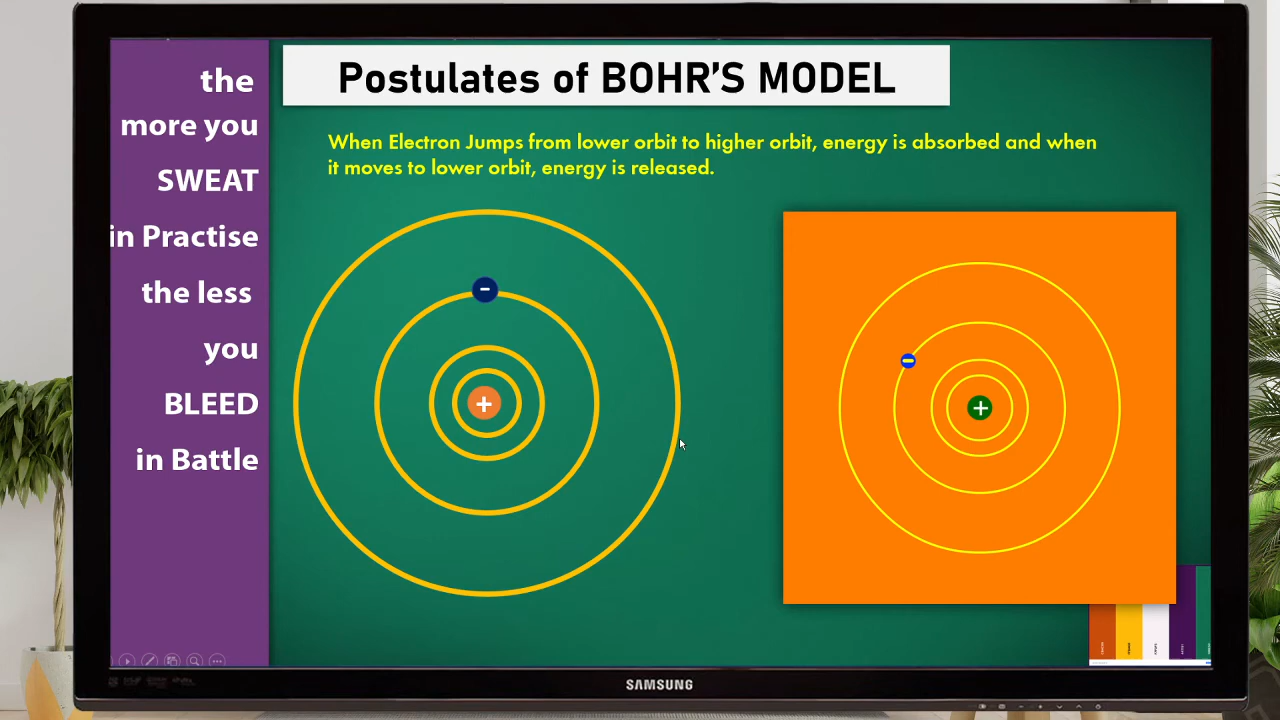 the
more you
SWEAT
in Practise
the less
you
BLEED
in Battle
Postulates of BOHR'S MODEL
When Electron Jumps from lower orbit to higher orbit, energy is absorbed and when
it moves to lower orbit, energy is released.
-
+
-
+
SAMSUNG